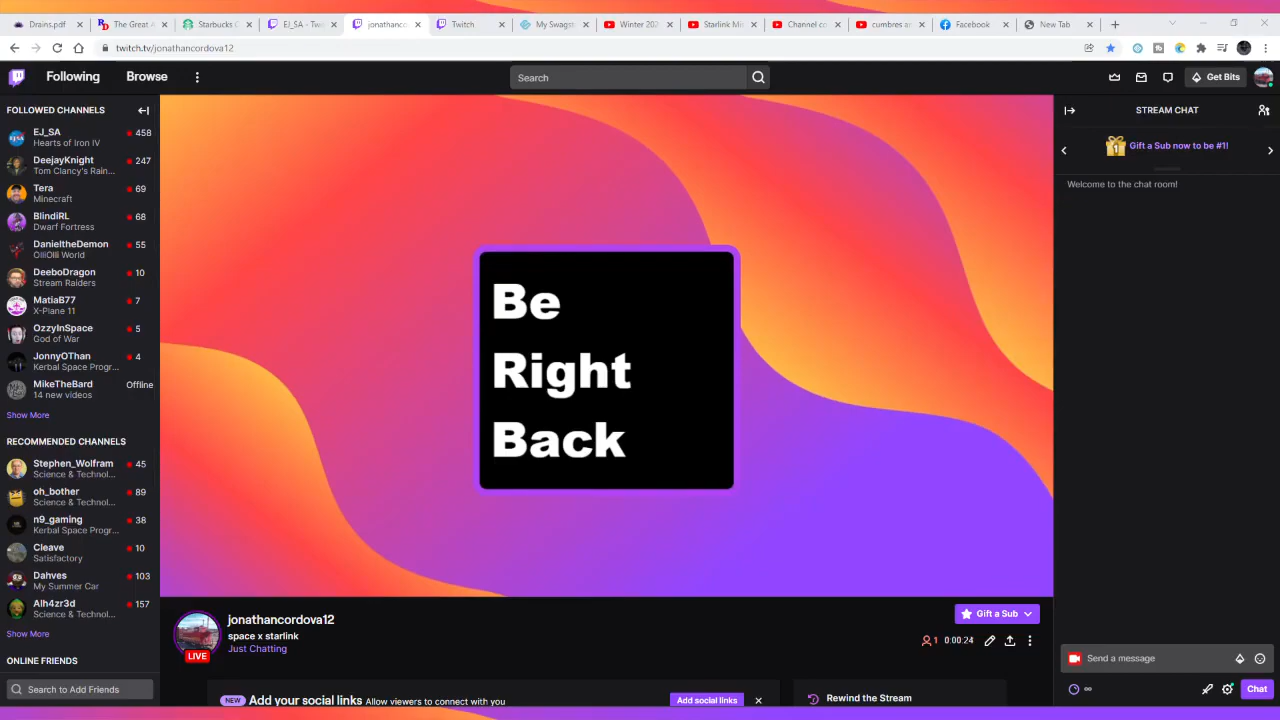 Drains.pdf
The Great A
Starbucks C
EJ_SA - Twi
jonathanco
Twitch
My Swagst
Winter 202
Starlink Mi
Channel co
cumbres an
Facebook
New Tab
twitch.tv/jonathancordova12
Following
Browse
Search
Get Bits
FOLLOWED CHANNELS
EJ_SA
458
Hearts of Iron IV
DeejayKnight
247
Tom Clancy's Rain...
Tera
69
Minecraft
BlindiRL
68
Dwarf Fortress
DanieltheDemon
55
OlliOlli World
DeeboDragon
10
Stream Raiders
MatiaB77
7
X-Plane 11
OzzyInSpace
5
God of War
JonnyOThan
4
Kerbal Space Progr...
MikeTheBard
Offline
14 new videos
Show More
RECOMMENDED CHANNELS
Stephen_Wolfram
45
Science & Technol...
oh_bother
89
Science & Technol...
n9_gaming
38
Kerbal Space Progr...
Cleave
10
Satisfactory
Dahves
103
My Summer Car
Alh4zr3d
157
Science & Technol...
Show More
ONLINE FRIENDS
Search to Add Friends
Be
Right
Back
LIVE
jonathancordova12
space x starlink
Just Chatting
Gift a Sub
1
0:00:24
NEW
Add your social links
Allow viewers to connect with you
Add social links
Rewind the Stream
STREAM CHAT
1
Gift a Sub now to be #1!
Welcome to the chat room!
Send a message
∞
Chat